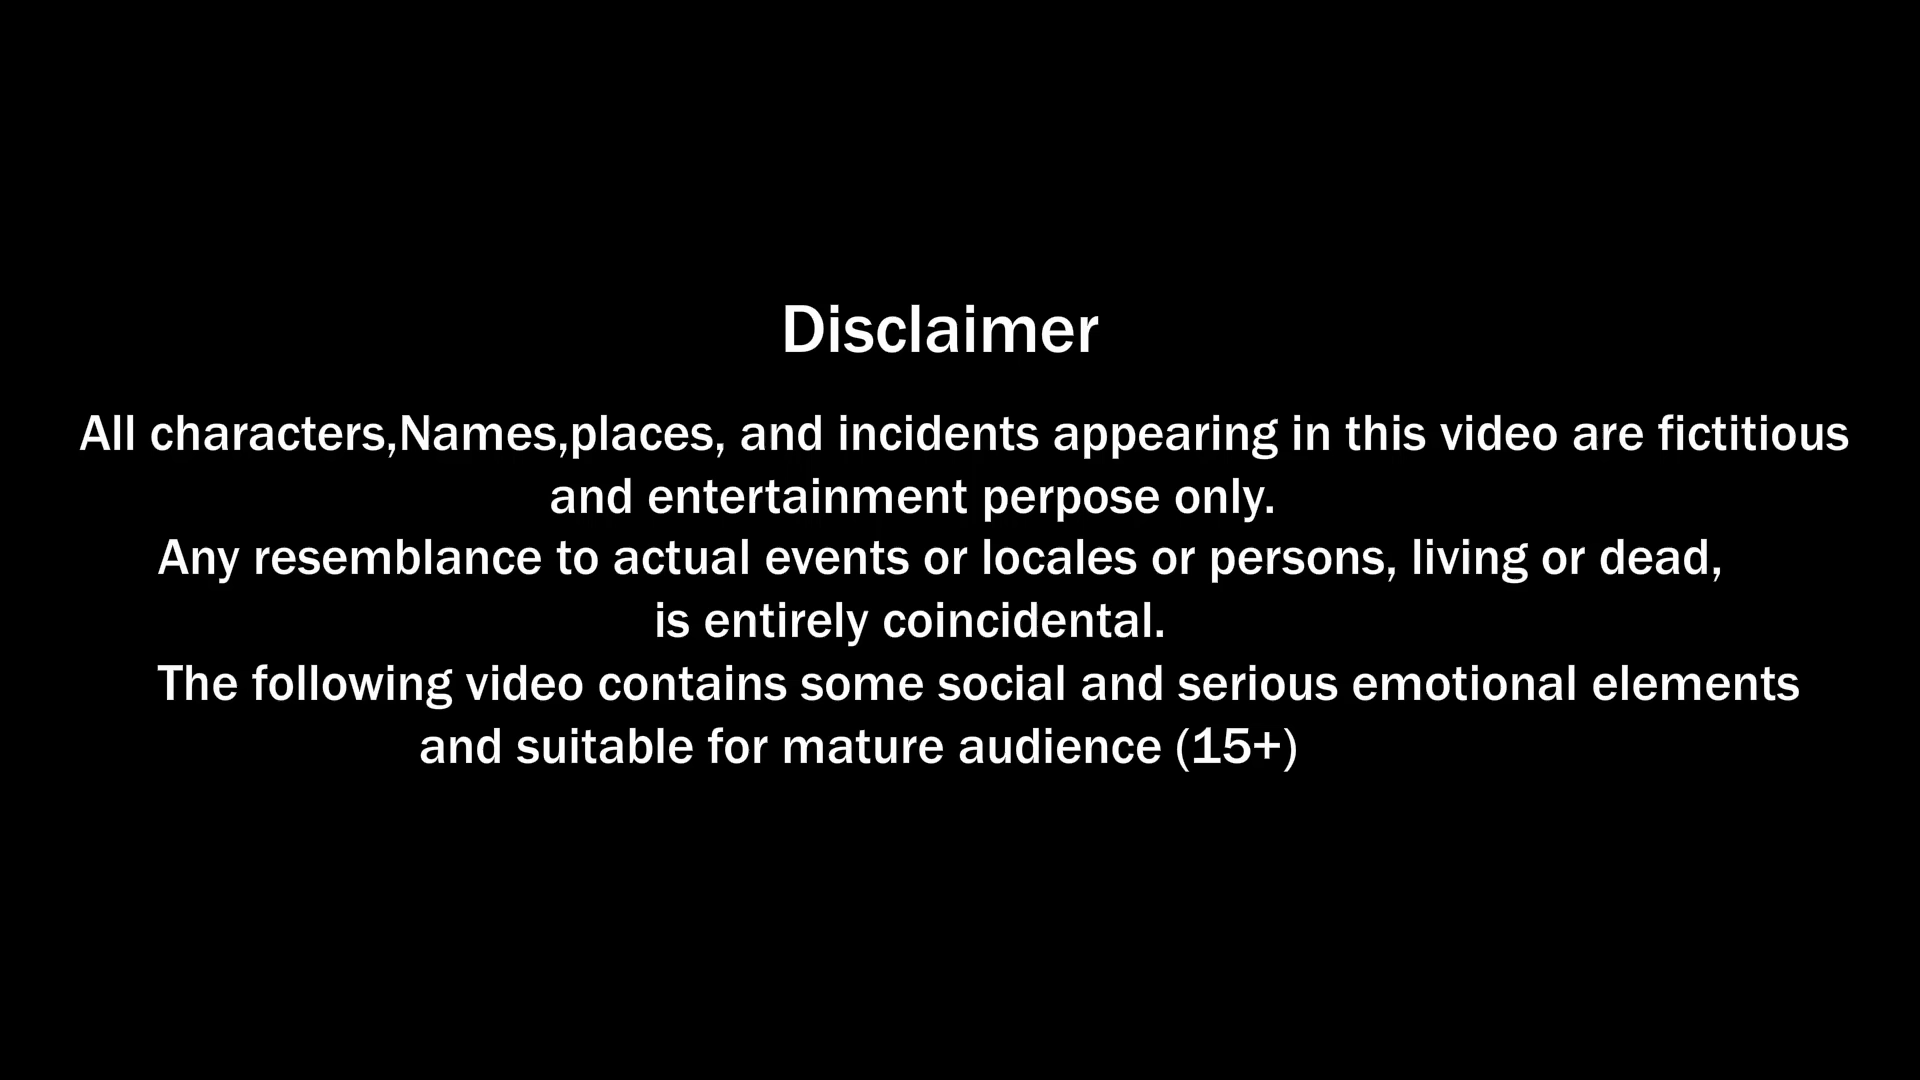 Disclaimer
All characters,Names,places, and incidents appearing in this video are fictitious
and entertainment perpose only.
Any resemblance to actual events or locales or persons, living or dead,
is entirely coincidental.
The following video contains some social and serious emotional elements
and suitable for mature audience (15+)